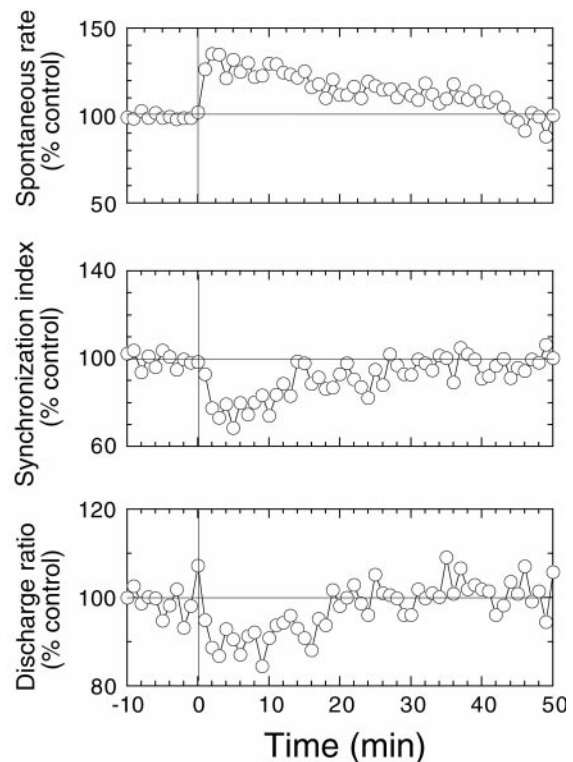 Spontaneous rate
(% control)
150
100
50
Synchronization index
(% control)
140
100
60
Discharge ratio
(% control)
120
100
80
-10 0 10 20 30 40 50
Time (min)